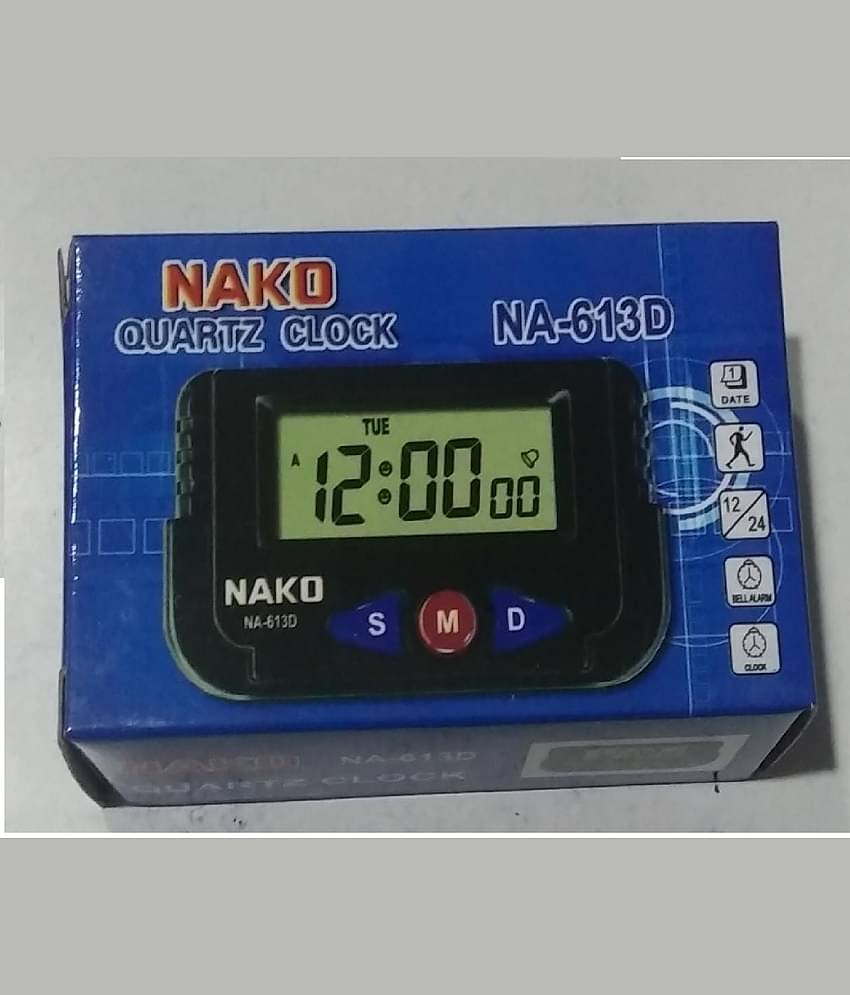 NAKO
QUARTZ CLOCK
NA-613D
1
DATE
TUE
A
12:00 00
12/24
BELL ALARM
CLOCK
NAKO
NA-613D
S M D
NAKO NA-613D
QUARTZ CLOCK